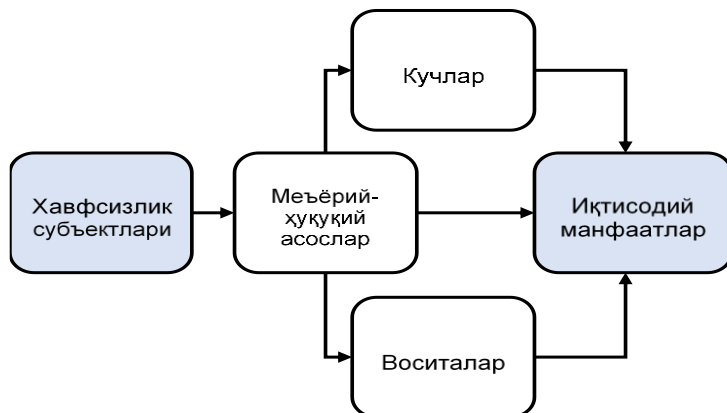 Кучлар
Хавфсизлик
субъектлари
Меъёрий-
ҳуқуқий
асослар
Иқтисодий
манфаатлар
Воситалар